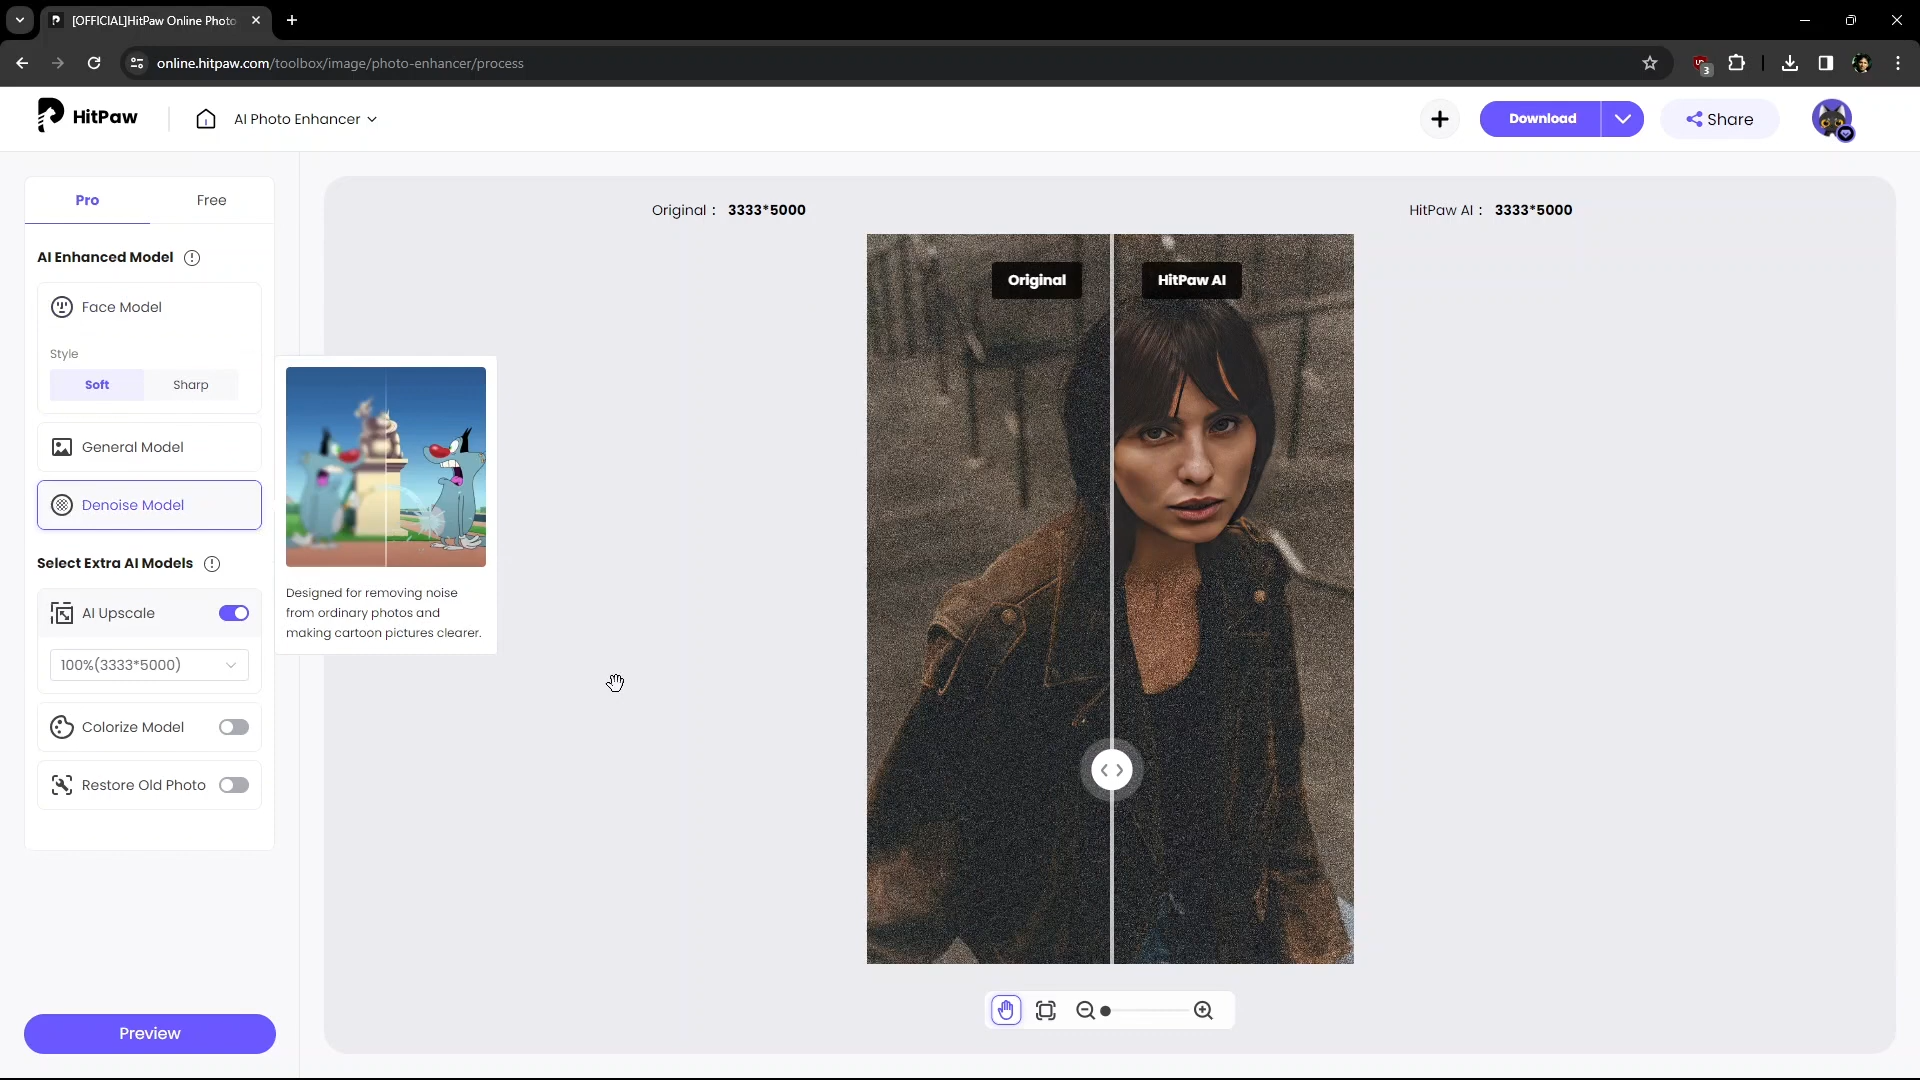 [OFFICIAL]HitPaw Online Photo
online.hitpaw.com/toolbox/image/photo-enhancer/process
3
HitPaw
AI Photo Enhancer
Download
Share
Pro
Free
AI Enhanced Model
Face Model
Style
Soft
Sharp
General Model
Denoise Model
Select Extra AI Models
AI Upscale
100%(3333*5000)
Colorize Model
Restore Old Photo
Preview
Designed for removing noise
from ordinary photos and
making cartoon pictures clearer.
Original : 3333*5000
HitPaw AI : 3333*5000
Original
HitPaw AI